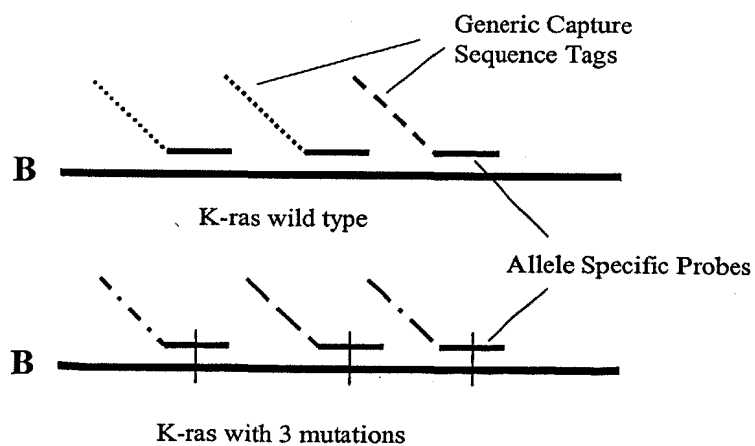 Generic Capture
Sequence Tags
B
K-ras wild type
Allele Specific Probes
B
K-ras with 3 mutations